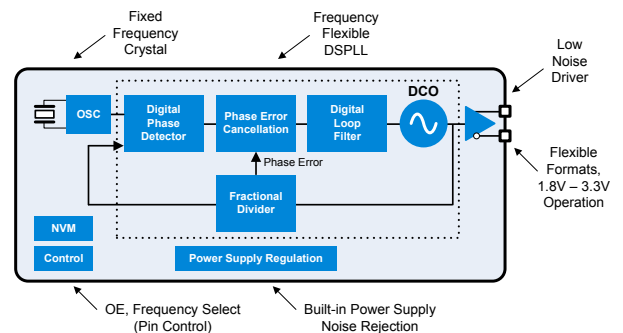 Fixed
Frequency
Crystal
Frequency
Flexible
DSPLL
Low
Noise
Driver
OSC
Digital
Phase
Detector
Phase Error
Cancellation
Digital
Loop
Filter
DCO
Phase Error
Fractional
Divider
Flexible
Formats,
1.8V – 3.3V
Operation
NVM
Control
Power Supply Regulation
OE, Frequency Select
(Pin Control)
Built-in Power Supply
Noise Rejection